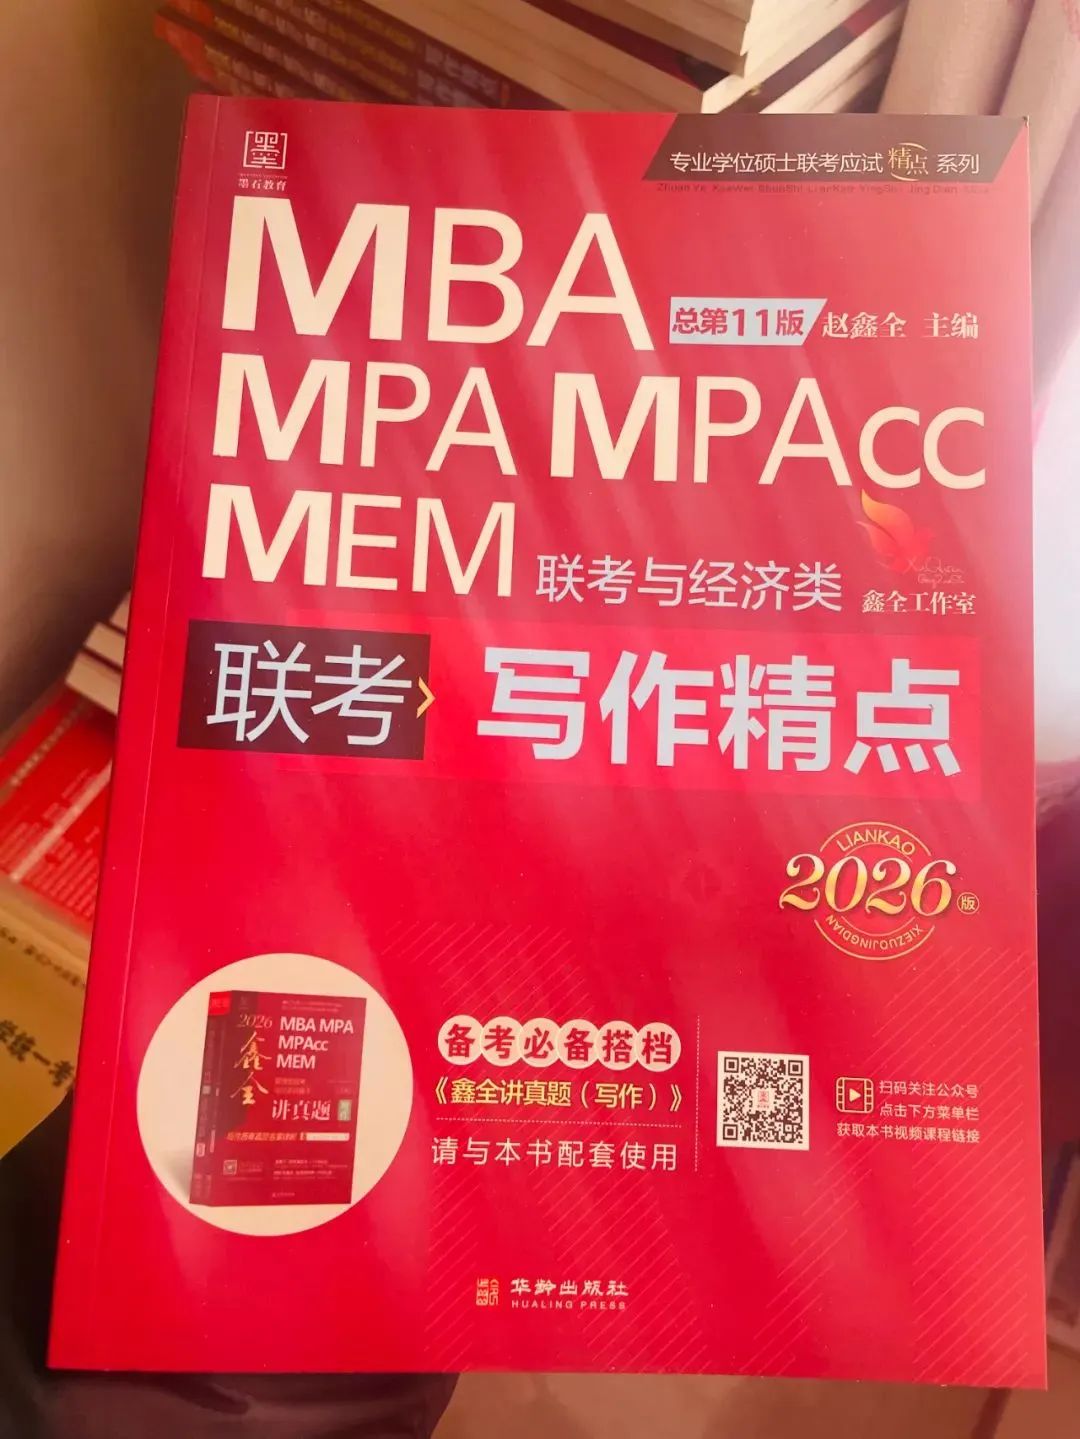 墨石教育
专业学位硕士联考应试精点系列
MBA
总第11版 赵鑫全 主编
MPA MPAcc
MEM 联考与经济类
鑫全工作室
联考 写作精点
LIANKAO
2026版
XIEZUOJINGDIAN
2026
MBA MPA
MPAcc
MEM
鑫全
讲真题
备考必备搭档
《鑫全讲真题（写作）》
请与本书配套使用
扫码关注公众号
点击下方菜单栏
获取本书视频课程链接
华龄出版社
HUALING PRESS